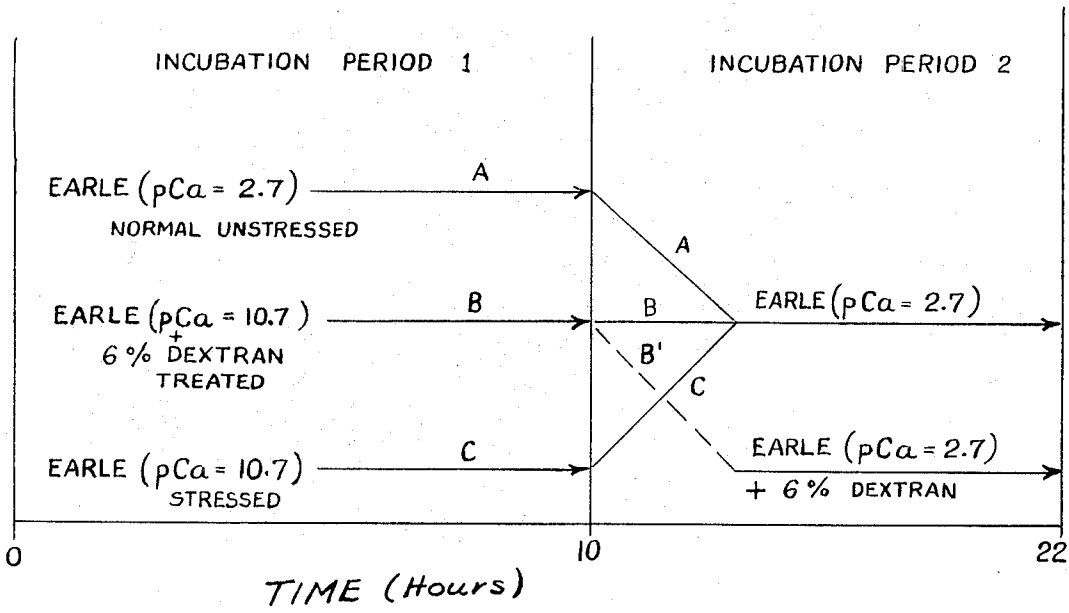 INCUBATION PERIOD 1
INCUBATION PERIOD 2
EARLE (pCa = 2.7)
NORMAL UNSTRESSED
A
A
EARLE (pCa = 10.7)
+
6% DEXTRAN
TREATED
B
B
B'
EARLE (pCa = 2.7)
EARLE (pCa = 10.7)
STRESSED
C
C
EARLE (pCa = 2.7)
+ 6% DEXTRAN
0
10
22
TIME (Hours)